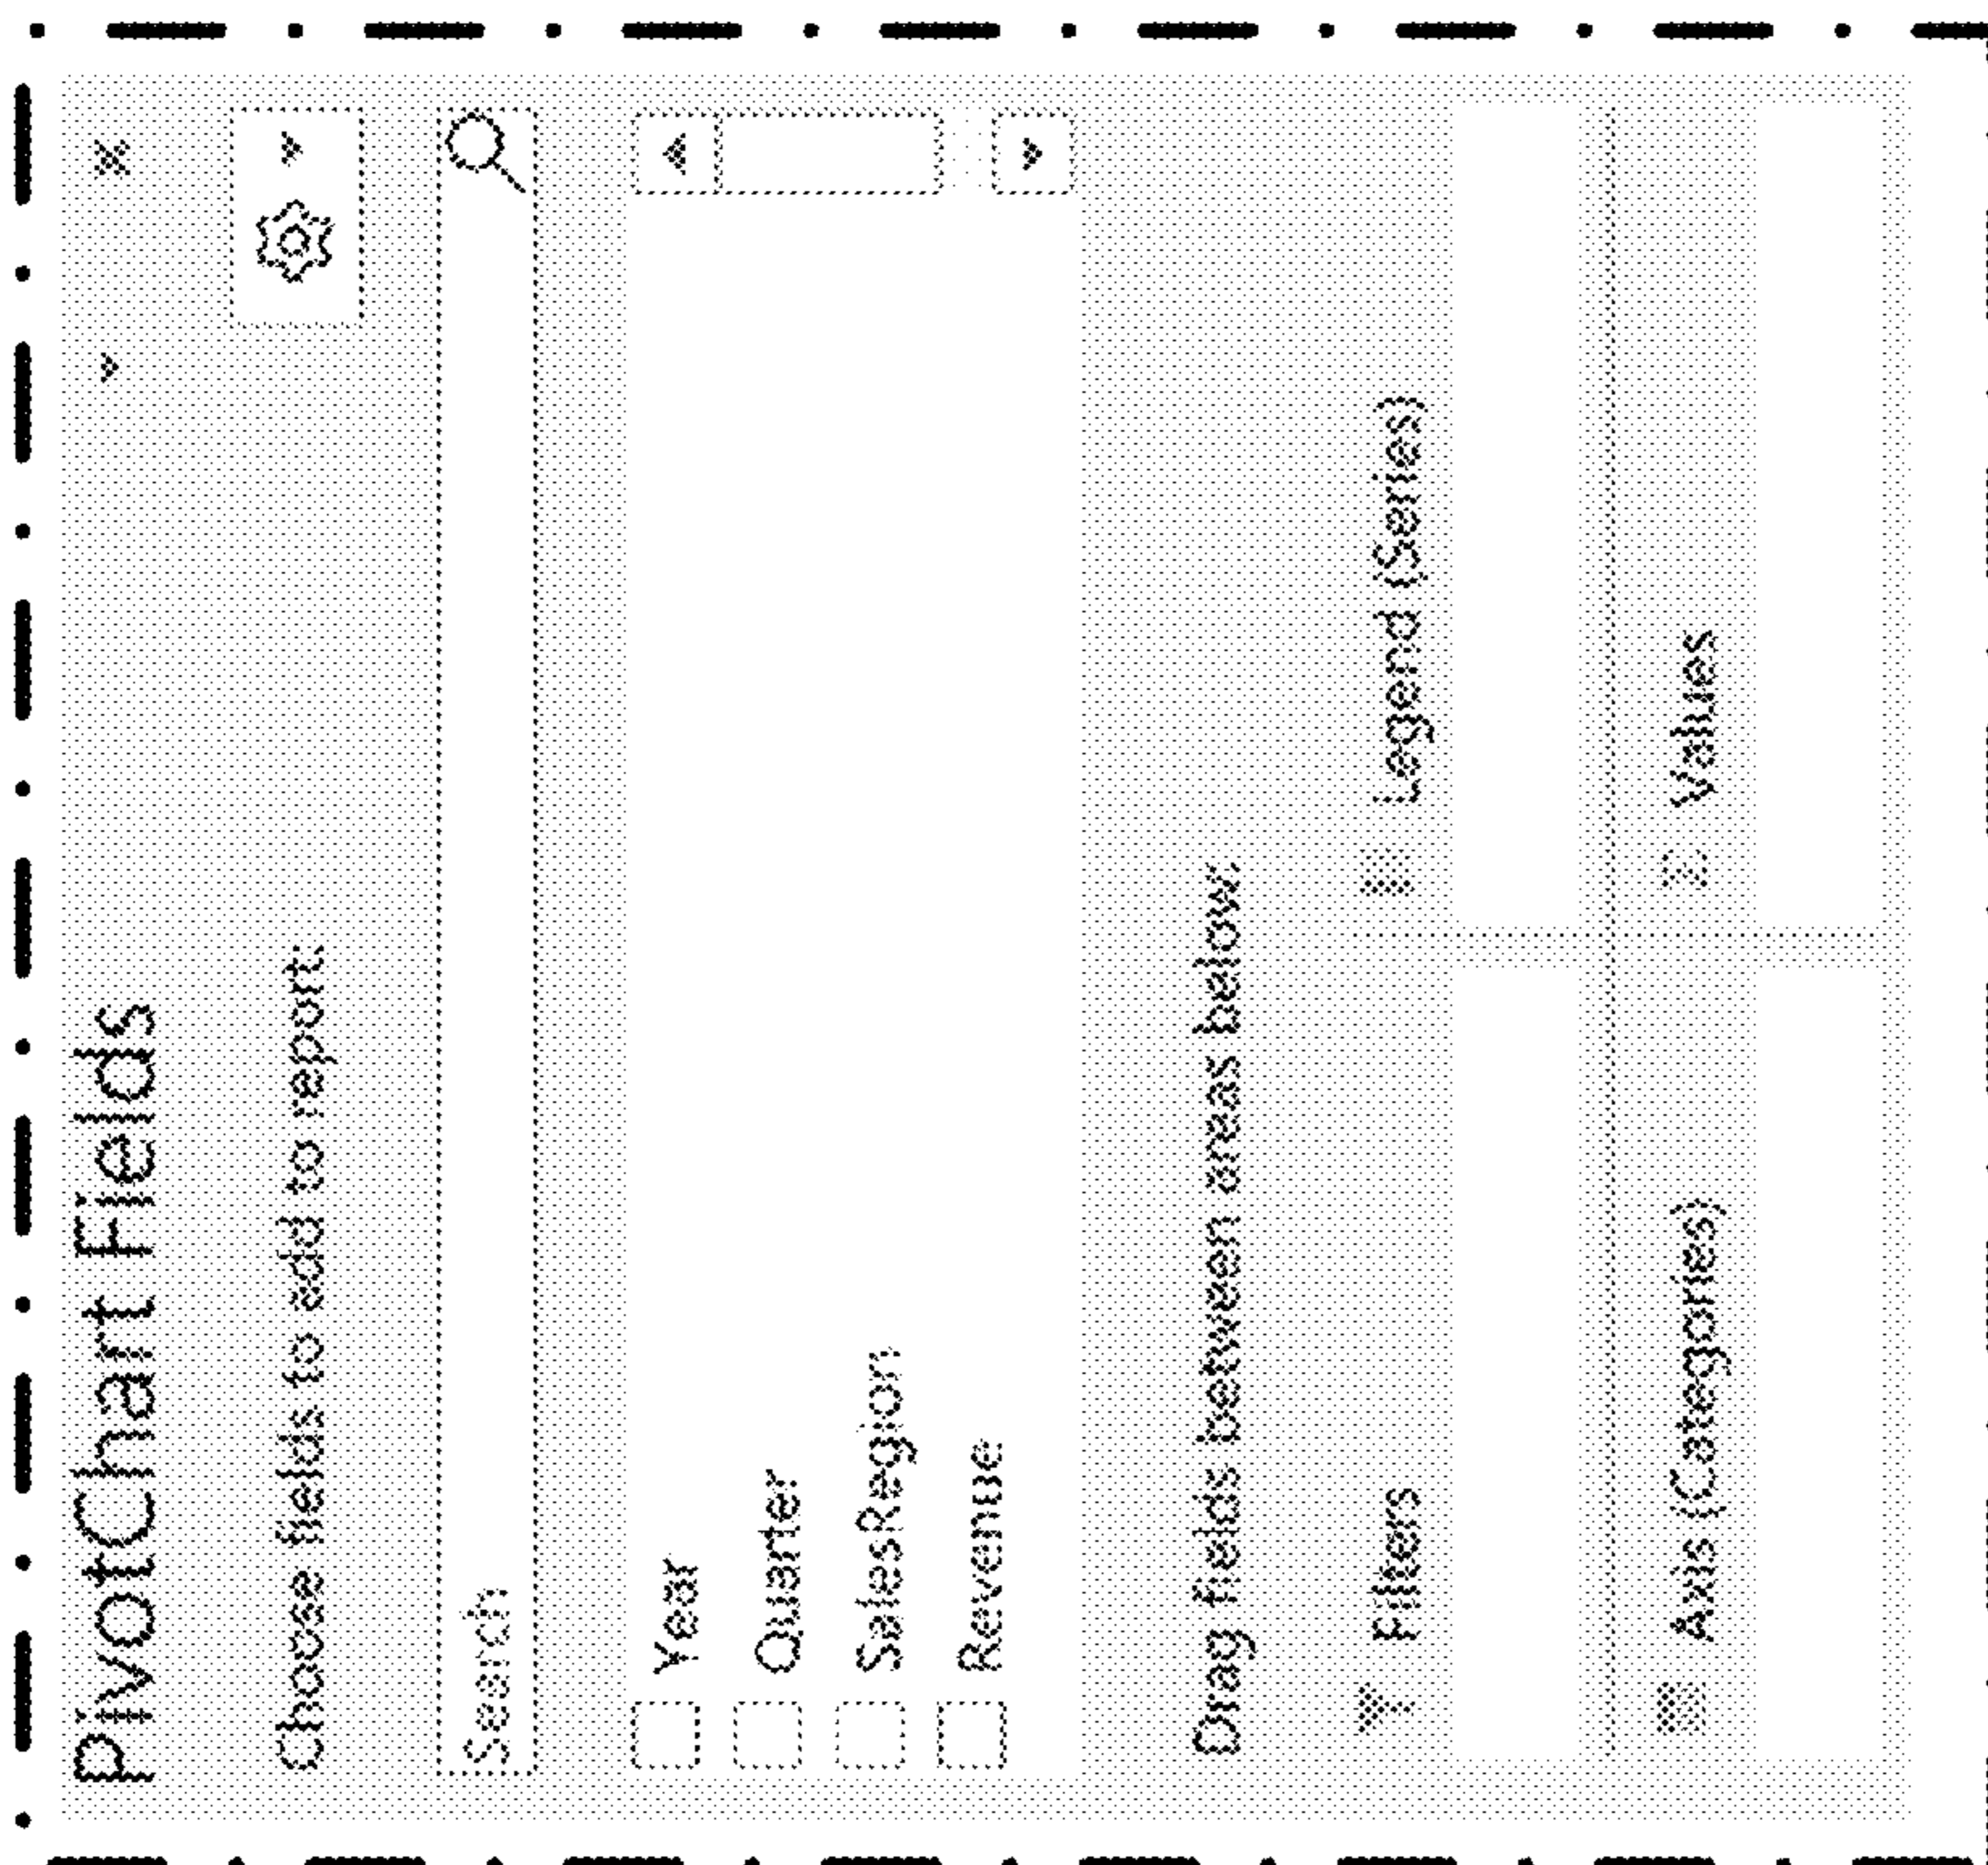 PivotChart Fields
Choose fields to add to report:
Search
Year
Quarter
SalesRegion
Revenue
Drag fields between areas below:
Filters
Legend (Series)
Axis (Categories)
Σ Values